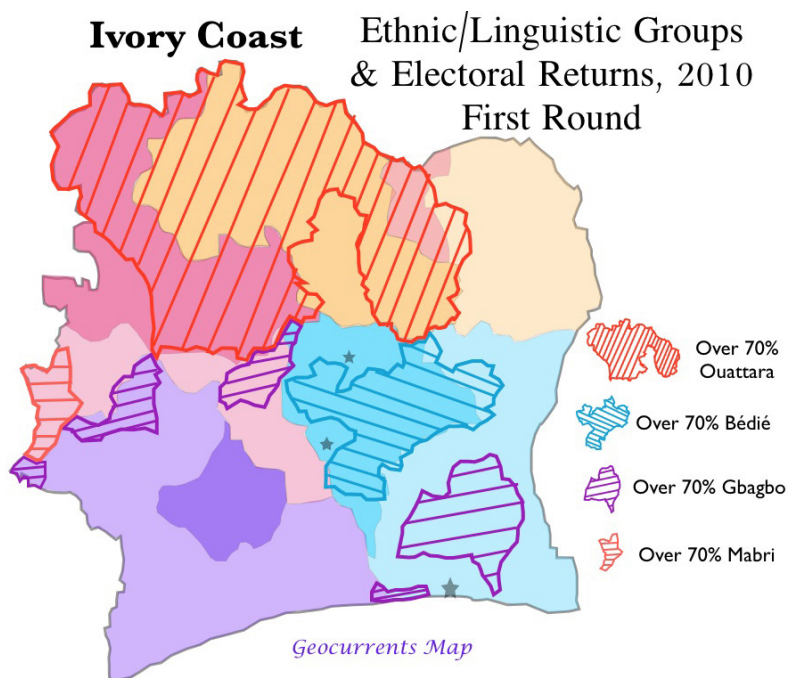 Ivory Coast
Ethnic/Linguistic Groups
& Electoral Returns, 2010
First Round
Over 70%
Ouattara
Over 70% Bédié
Over 70% Gbagbo
Over 70% Mabri
Geocurrents Map